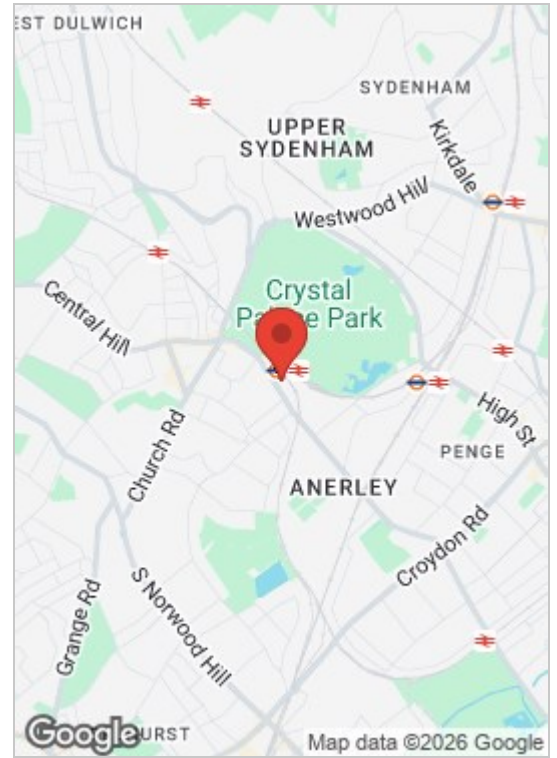 EST DULWICH
SYDENHAM
UPPER
SYDENHAM
Kirkdale
Westwood Hill
Central Hill
Crystal
Park
Church Rd
High St
PENGE
ANERLEY
Croydon Rd
S Norwood Hill
Grange Rd
Google
HURST
Map data ©2026 Google